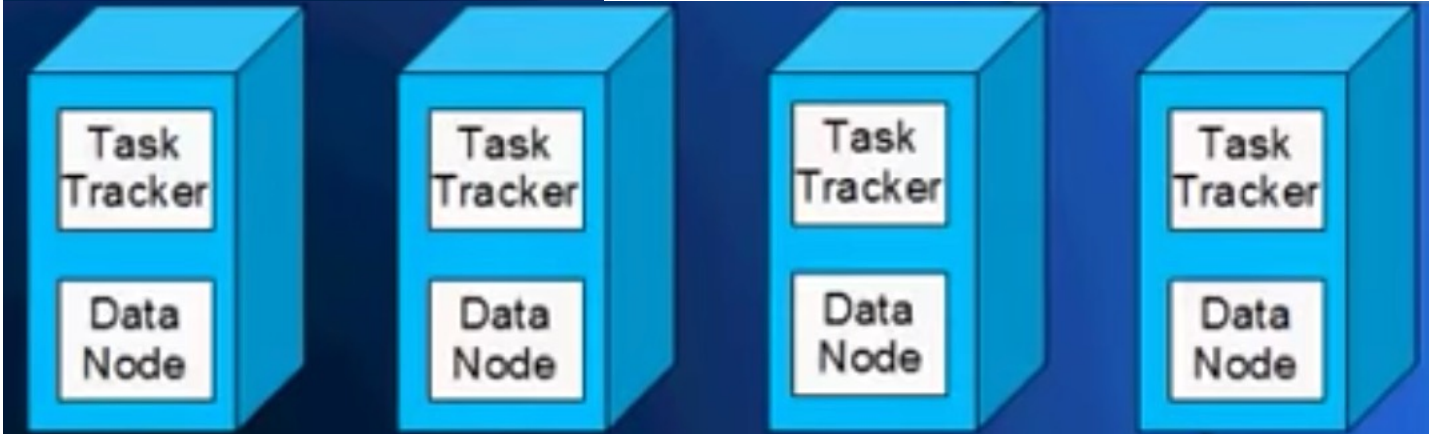 Task
Tracker
Data
Node
Task
Tracker
Data
Node
Task
Tracker
Data
Node
Task
Tracker
Data
Node